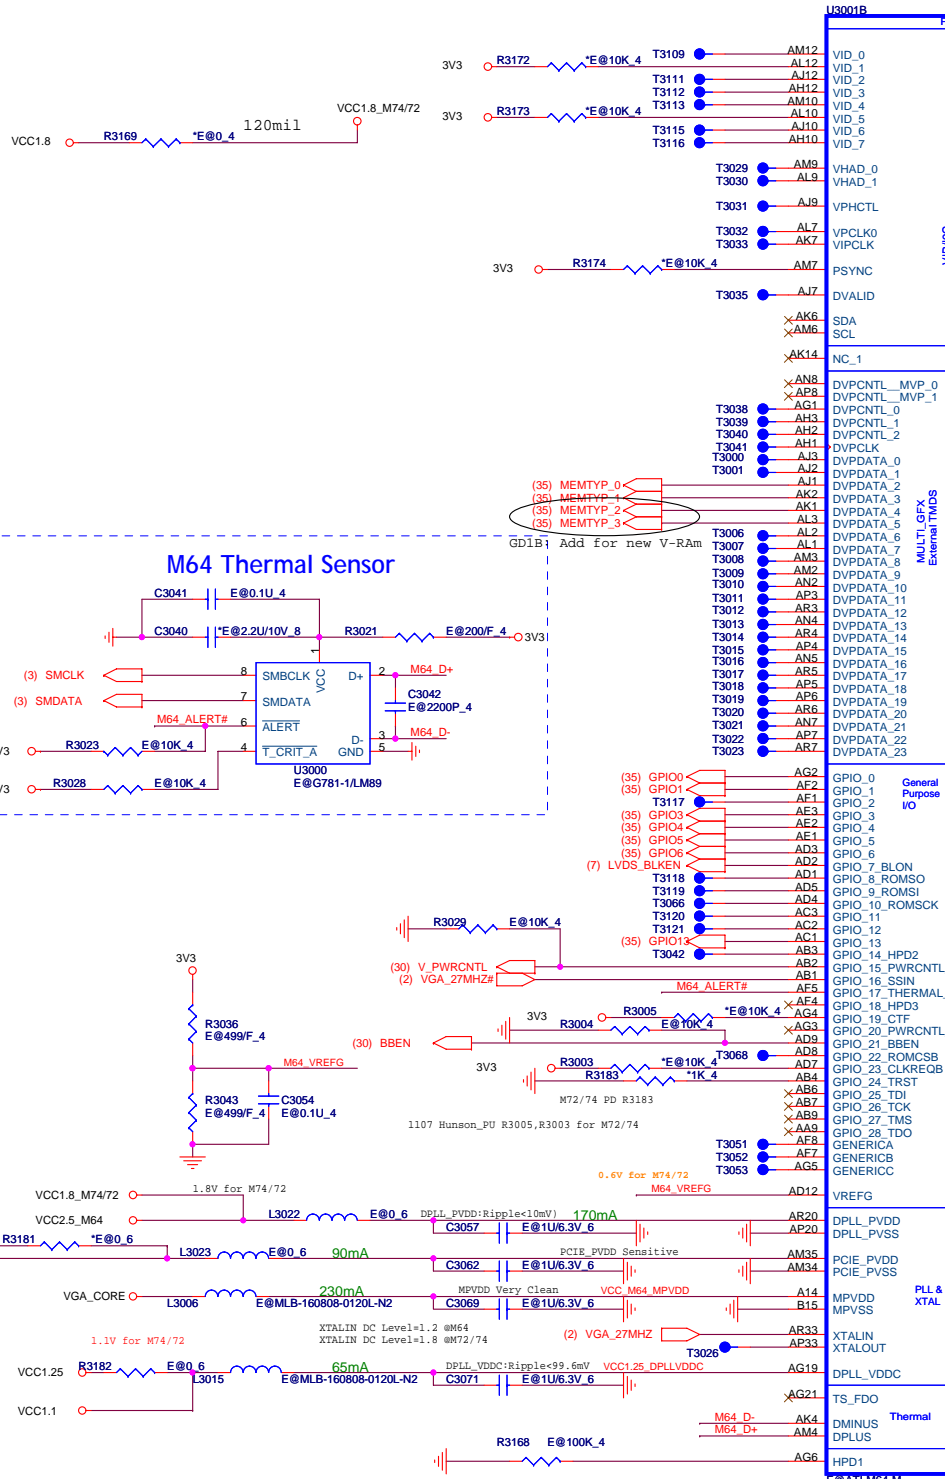 U3001B
3V3 R3172 *E@10K_4
3V3 R3173 *E@10K_4
VCC1.8 R3169 *E@0_4 120mil VCC1.8_M74/72
T3109 AM12 VID_0
AL12 VID_1
T3111 AJ12 VID_2
T3112 AH12 VID_3
T3113 AM10 VID_4
AL10 VID_5
T3115 AJ10 VID_6
T3116 AH10 VID_7
T3029 AM9 VHAD_0
T3030 AL9 VHAD_1
T3031 AJ9 VPHCTL
T3032 AL7 VPCLK0
T3033 AK7 VIPCLK
3V3 R3174 *E@10K_4 AM7 PSYNC
T3035 AJ7 DVALID
AK6 SDA
AM6 SCL
AK14 NC_1
AN8 DVPCNTL__MVP_0
AP8 DVPCNTL__MVP_1
T3038 AG1 DVPCNTL_0
T3039 AH3 DVPCNTL_1
T3040 AH2 DVPCNTL_2
T3041 AH1 DVPCLK
T3000 AJ3 DVPDATA_0
T3001 AJ2 DVPDATA_1
(35) MEMTYP_0 AJ1 DVPDATA_2
(35) MEMTYP_1 AK2 DVPDATA_3
(35) MEMTYP_2 AK1 DVPDATA_4
(35) MEMTYP_3 AL3 DVPDATA_5
GD1B: Add for new V-RAm
T3006 AL2 DVPDATA_6
T3007 AL1 DVPDATA_7
T3008 AM3 DVPDATA_8
T3009 AM2 DVPDATA_9
T3010 AN2 DVPDATA_10
T3011 AP3 DVPDATA_11
T3012 AR3 DVPDATA_12
T3013 AN4 DVPDATA_13
T3014 AR4 DVPDATA_14
T3015 AP4 DVPDATA_15
T3016 AN5 DVPDATA_16
T3017 AR5 DVPDATA_17
T3018 AP5 DVPDATA_18
T3019 AP6 DVPDATA_19
T3020 AR6 DVPDATA_20
T3021 AN7 DVPDATA_21
T3022 AP7 DVPDATA_22
T3023 AR7 DVPDATA_23
MULTI_GFX
External TMDS
M64 Thermal Sensor
C3041 E@0.1U_4
C3040 *E@2.2U/10V_8 R3021 E@200/F_4 3V3
1
(3) SMCLK 8 SMBCLK VCC D+ 2 M64_D+
(3) SMDATA 7 SMDATA
C3042
E@2200P_4
M64_ALERT# 6 ALERT D- 3 M64_D-
R3023 E@10K_4 4 T_CRIT_A GND 5
U3000
E@G781-1/LM89
R3028 E@10K_4
(35) GPIO0 AG2 GPIO_0
(35) GPIO1 AF2 GPIO_1
T3117 AF1 GPIO_2
(35) GPIO3 AE3 GPIO_3
(35) GPIO4 AE2 GPIO_4
(35) GPIO5 AE1 GPIO_5
(35) GPIO6 AD3 GPIO_6
(7) LVDS_BLKEN AD2 GPIO_7_BLON
T3118 AD1 GPIO_8_ROMSO
T3119 AD5 GPIO_9_ROMSI
T3066 AD4 GPIO_10_ROMSCK
T3120 AC3 GPIO_11
T3121 AC2 GPIO_12
(35) GPIO13 AC1 GPIO_13
T3042 AB3 GPIO_14_HPD2
General
Purpose
I/O
R3029 E@10K_4
(30) V_PWRCNTL AB2 GPIO_15_PWRCNTL
(2) VGA_27MHZ# AB1 GPIO_16_SSIN
M64_ALERT# AF5 GPIO_17_THERMAL_
AF4 GPIO_18_HPD3
3V3 R3005 *E@10K_4 AG4 GPIO_19_CTF
R3004 E@10K_4 AG3 GPIO_20_PWRCNTL
(30) BBEN AD9 GPIO_21_BBEN
T3068 AD8 GPIO_22_ROMCSB
3V3 R3003 *E@10K_4 AD7 GPIO_23_CLKREQB
R3183 *1K_4 AB4 GPIO_24_TRST
M72/74 PD R3183
AB6 GPIO_25_TDI
AB7 GPIO_26_TCK
1107 Hunson_PU R3005,R3003 for M72/74
AB9 GPIO_27_TMS
AA9 GPIO_28_TDO
T3051 AF8 GENERICA
T3052 AF7 GENERICB
T3053 AG5 GENERICC
3V3
R3036
E@499/F_4
M64_VREFG
R3043
E@499/F_4
C3054
E@0.1U_4
0.6V for M74/72
M64_VREFG AD12 VREFG
VCC1.8_M74/72 1.8V for M74/72
VCC2.5_M64 L3022 E@0_6 DPLL_PVDD:Ripple<10mV) 170mA AR20 DPLL_PVDD
C3057 E@1U/6.3V_6 AP20 DPLL_PVSS
R3181 *E@0_6 L3023 E@0_6 90mA PCIE_PVDD Sensitive AM35 PCIE_PVDD
C3062 E@1U/6.3V_6 AM34 PCIE_PVSS
VGA_CORE L3006 230mA E@MLB-160808-0120L-N2 MPVDD Very Clean VCC_M64_MPVDD A14 MPVDD
C3069 E@1U/6.3V_6 B15 MPVSS
PLL &
XTAL
XTALIN DC Level=1.2 @M64
XTALIN DC Level=1.8 @M72/74
(2) VGA_27MHZ AR33 XTALIN
T3026 AP33 XTALOUT
1.1V for M74/72
VCC1.25 R3182 E@0_6 L3015 65mA E@MLB-160808-0120L-N2 DPLL_VDDC:Ripple<99.6mV VCC1.25_DPLLVDDC AG19 DPLL_VDDC
C3071 E@1U/6.3V_6
VCC1.1
AG21 TS_FDO
M64_D- AK4 DMINUS
M64_D+ AM4 DPLUS
Thermal
R3168 E@100K_4 AG6 HPD1